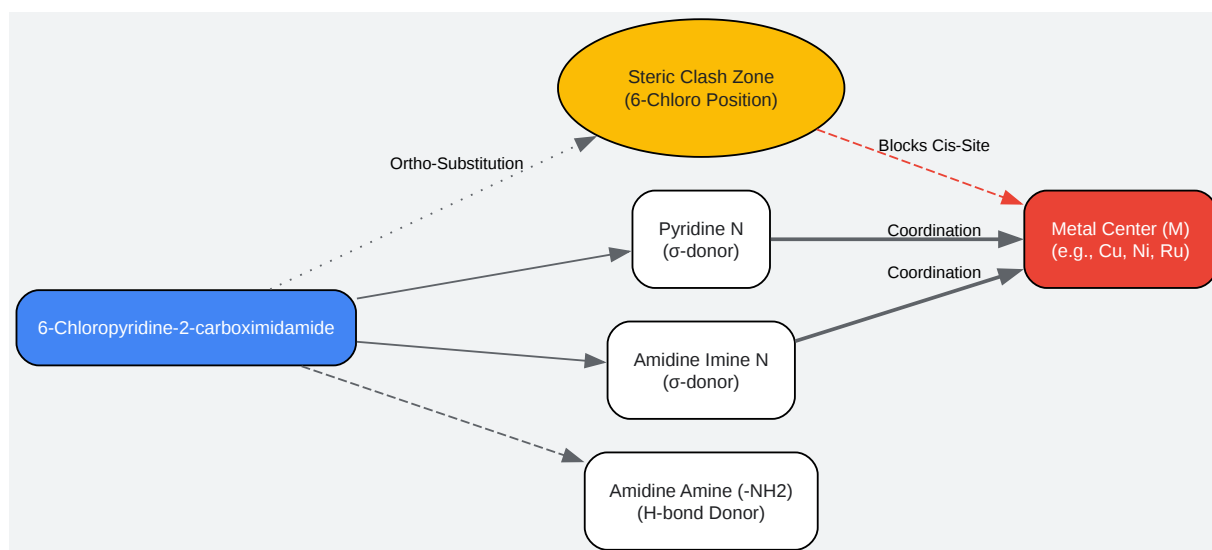 Steric Clash Zone
(6-Chloro Position)
Ortho-Substitution
Blocks Cis-Site
Pyridine N
(σ-donor)
Coordination
Metal Center (M)
(e.g., Cu, Ni, Ru)
Coordination
6-Chloropyridine-2-carboximidamide
Amidine Imine N
(σ-donor)
Amidine Amine (-NH2)
(H-bond Donor)